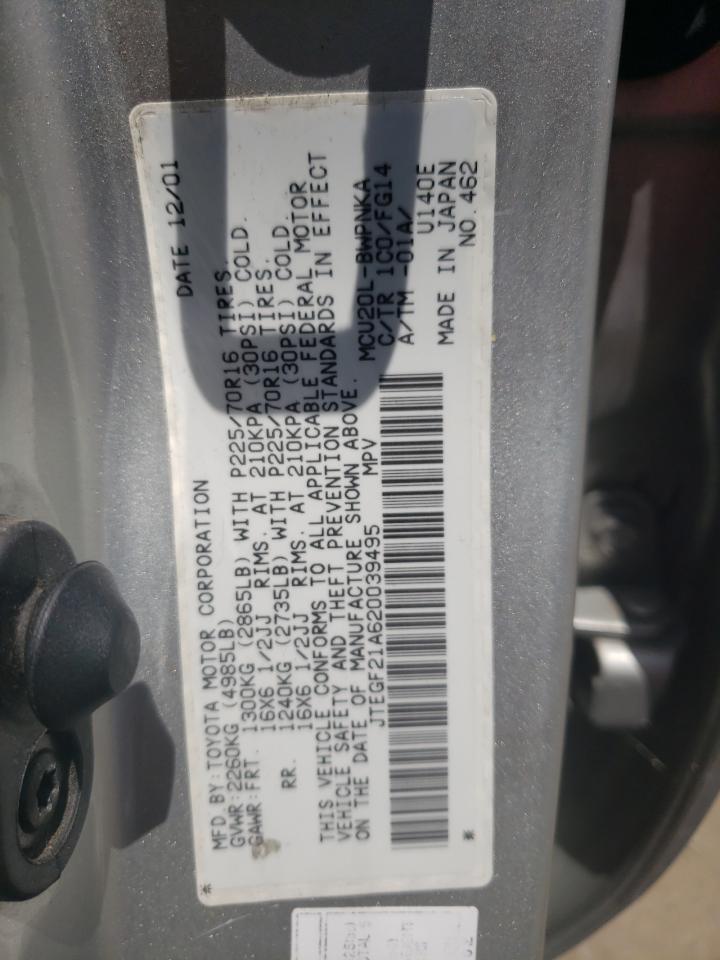 MFD BY: TOYOTA MOTOR CORPORATION DATE 12/01
GVWR: 2260KG (4985LB)
GAWR: FRT. 1300KG (2865LB) WITH P225/70R16 TIRES.
16X6 1/2JJ RIMS. AT 210KPA (30PSI) COLD.
RR. 1240KG (2735LB) WITH P225/70R16 TIRES.
16X6 1/2JJ RIMS. AT 210KPA (30PSI) COLD.
THIS VEHICLE CONFORMS TO ALL APPLICABLE FEDERAL MOTOR
VEHICLE SAFETY AND THEFT PREVENTION STANDARDS IN EFFECT
ON THE DATE OF MANUFACTURE SHOWN ABOVE.
JTEGF21A620039495 MPV
MCU20L-BWPNKA
C/TR 1C0/FG14
A/TM -01A/
U140E
MADE IN JAPAN
NO.462